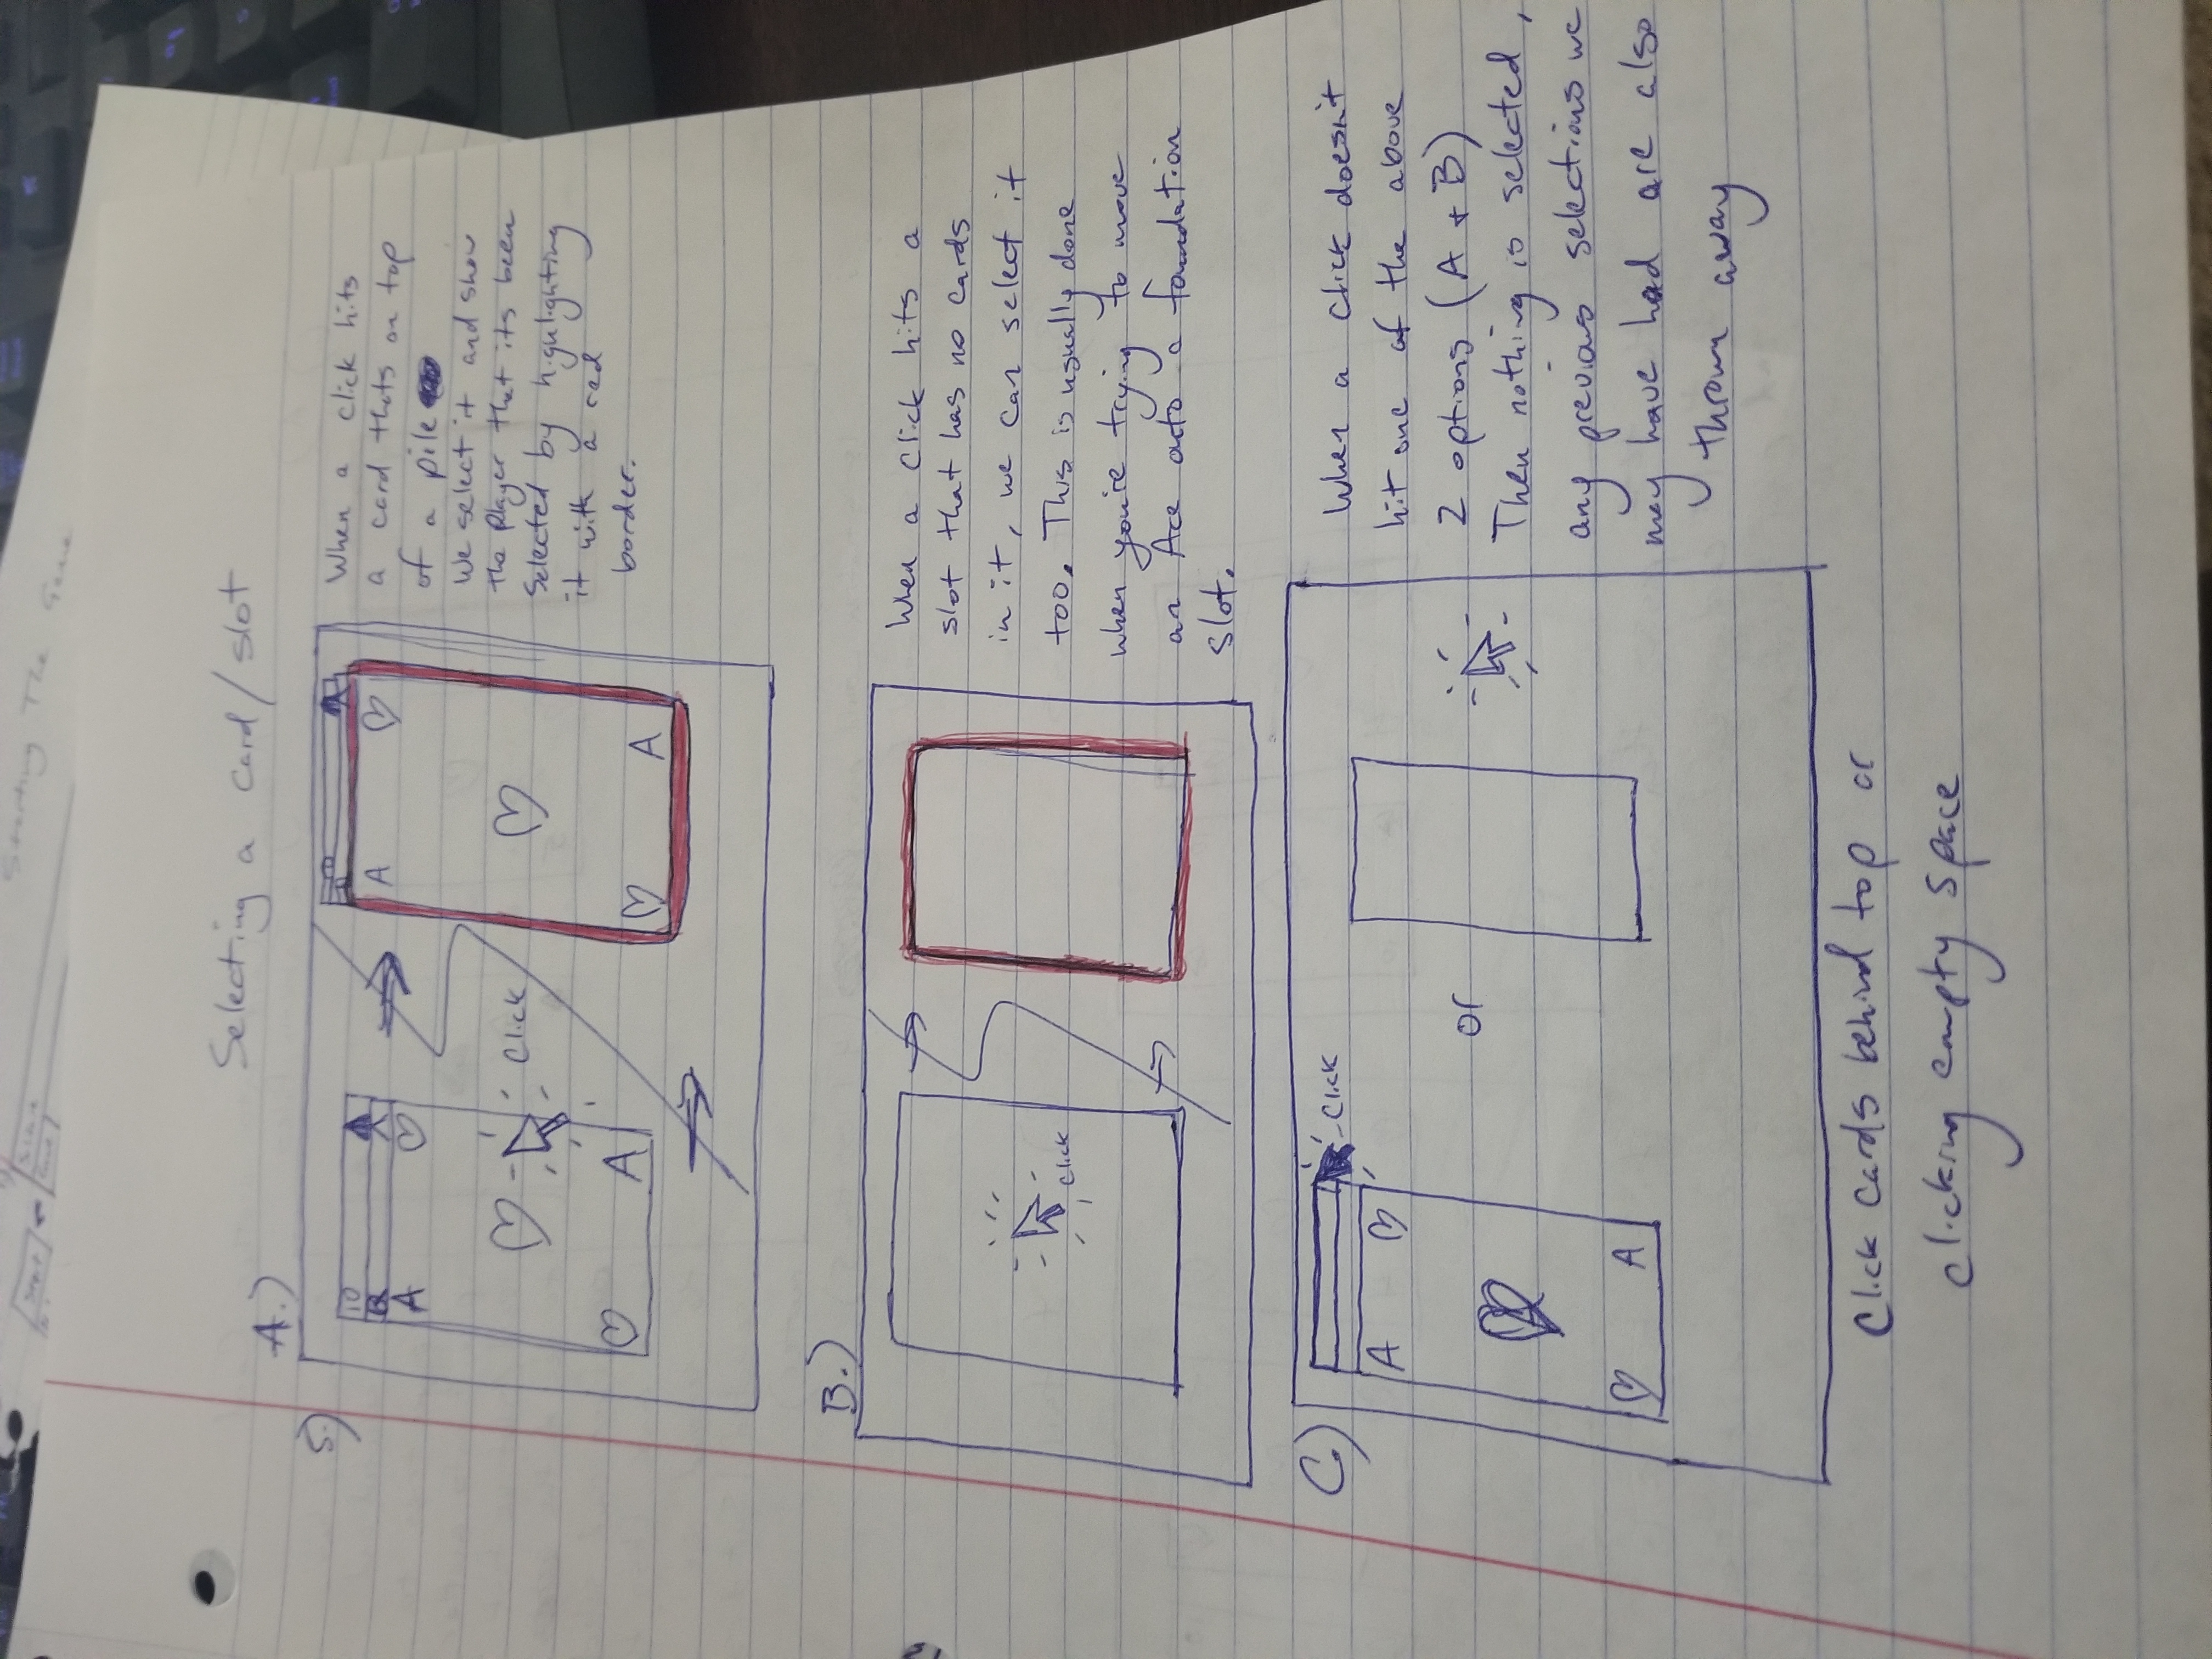 Starting The Game
Start
Selecting a card/slot
5.)
A.)
10
Q
A
A
Click
A
A
When a click hits
a card thats on top
of a pile
We select it and show
the Player that its been
Selected by higulighting
it with a red
border.
B.)
Click
When a click hits a
slot that has no cards
in it, we can select it
too. This is usually done
when you're trying to move
an Ace onto a foundation
slot.
C.)
Click
A
A
or
When a click doesn't
hit one of the above
2 options (A + B)
Then nothing is selected,
any previous selections we
may have had are also
thrown away
Click cards behind top or
clicking empty space